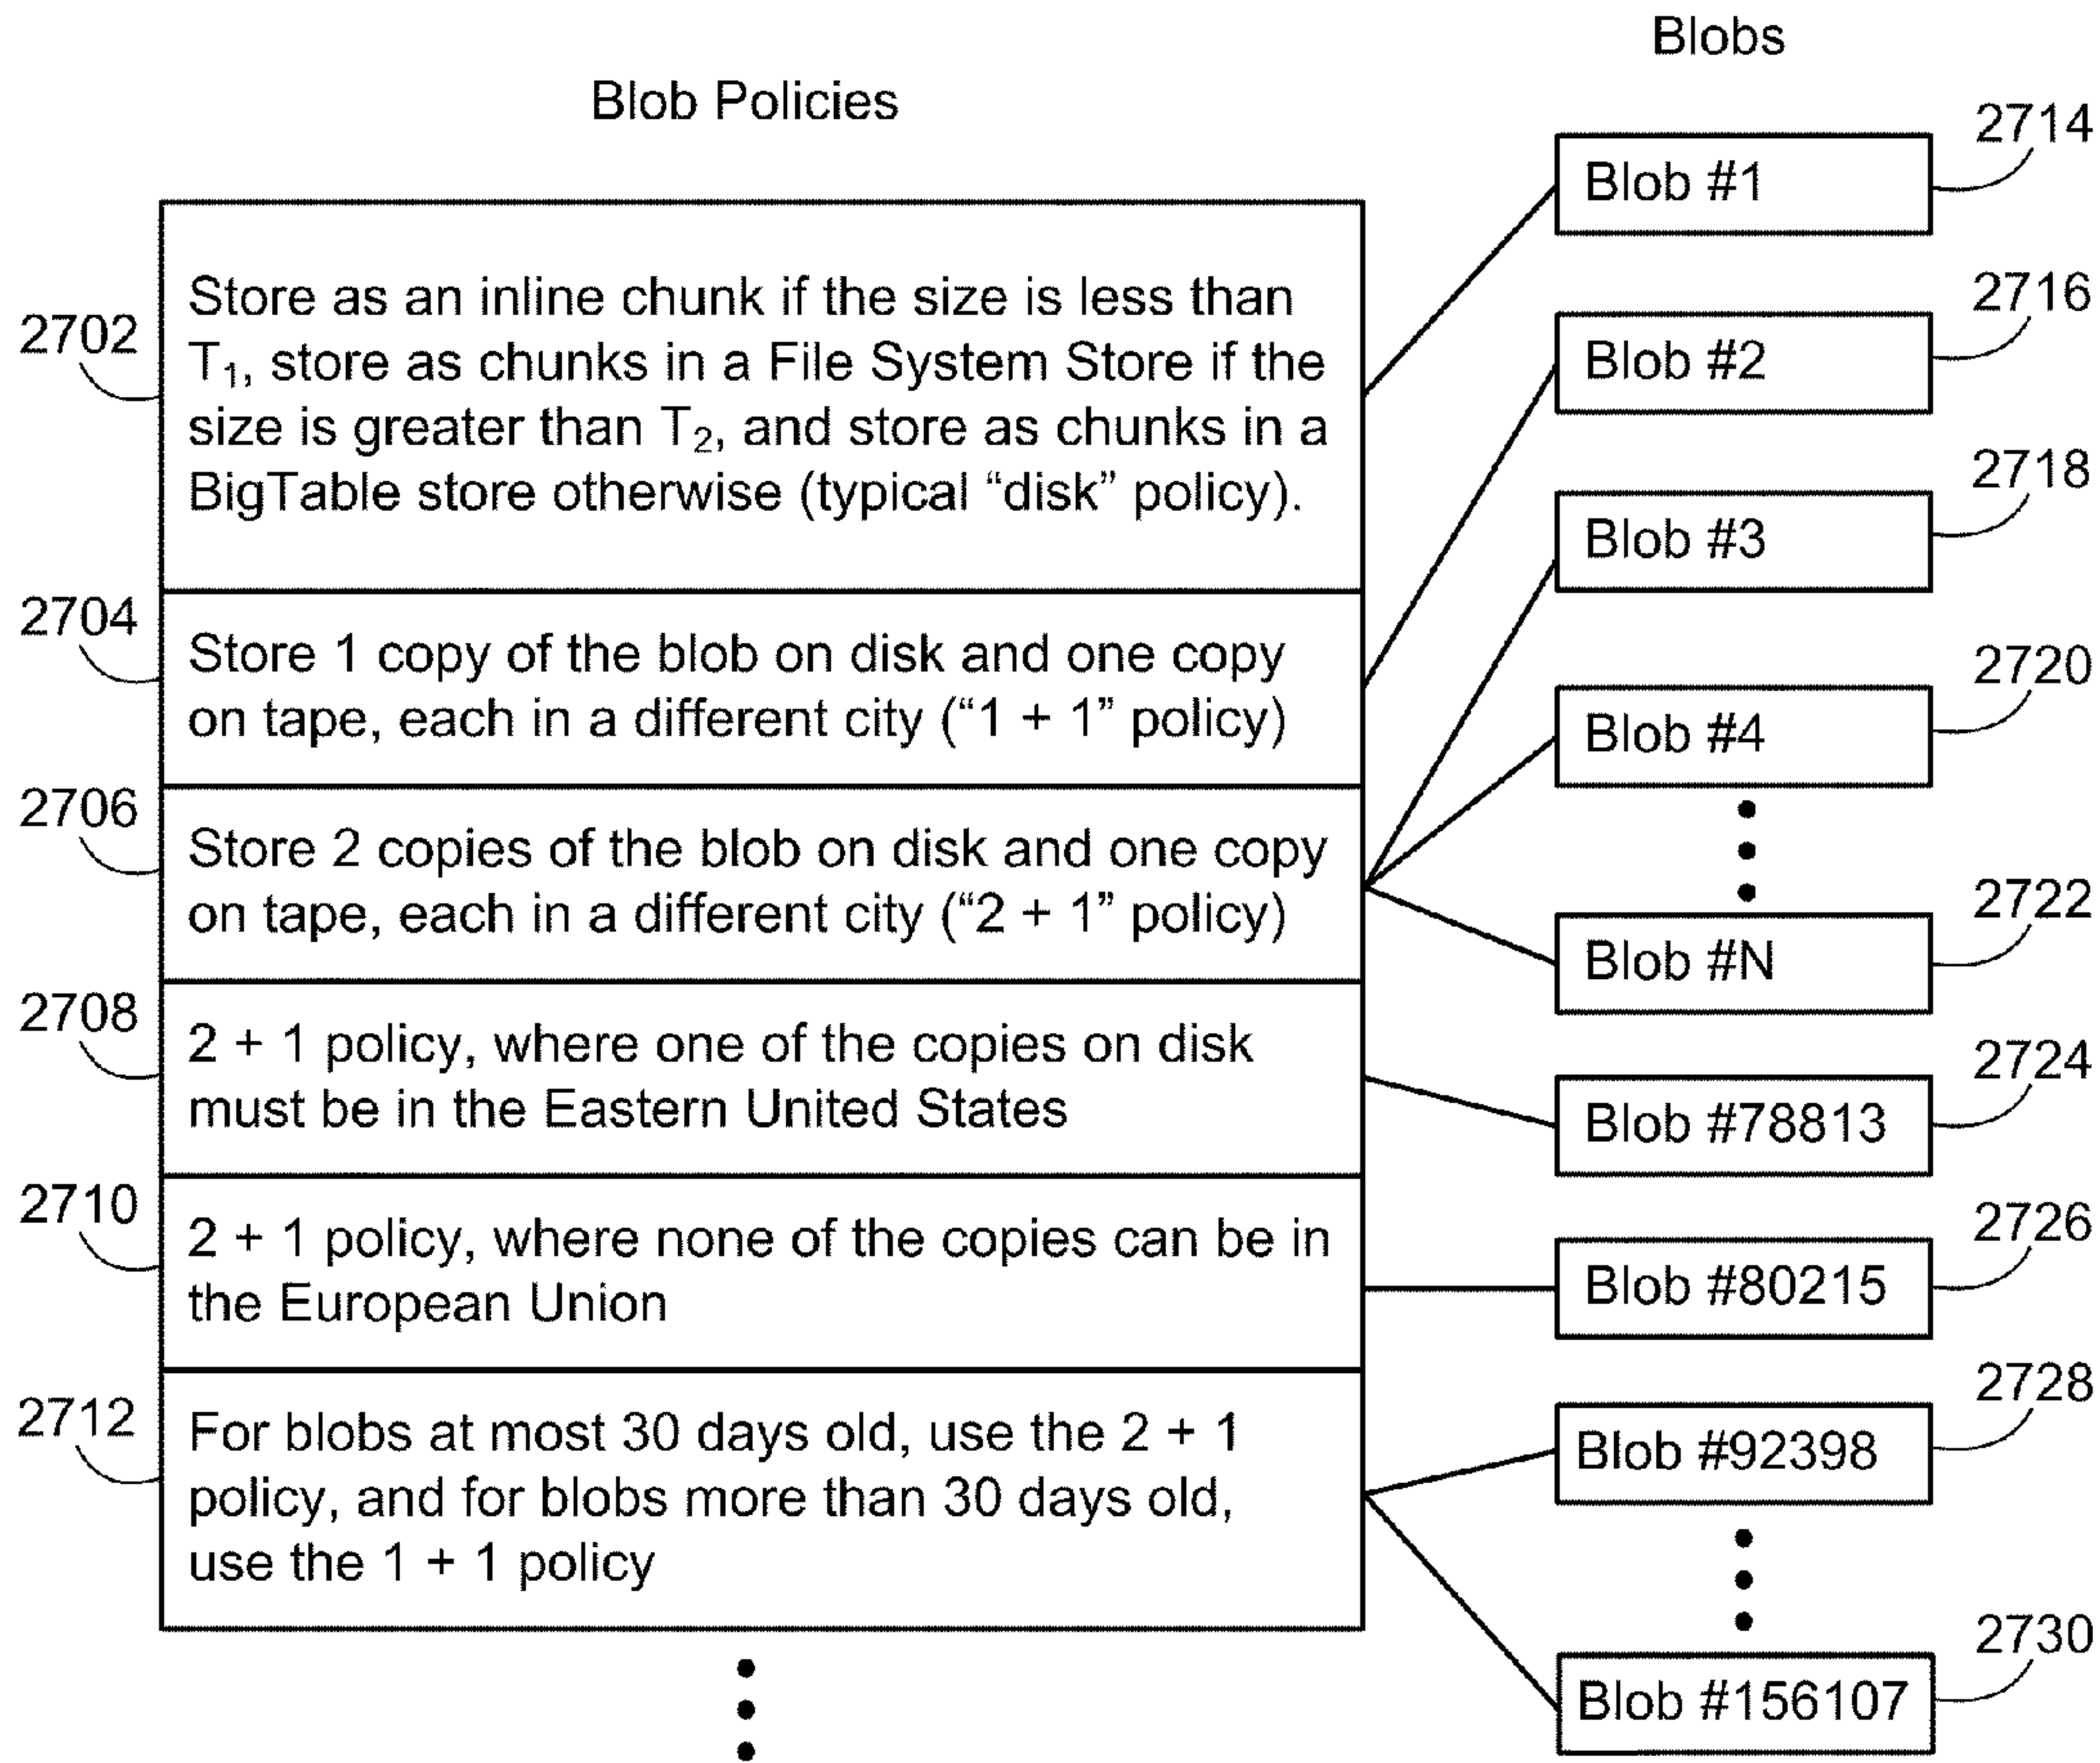 Blobs
Blob Policies
2714
Blob #1
2716
Blob #2
2718
Blob #3
2720
Blob #4
2722
Blob #N
2724
Blob #78813
2726
Blob #80215
2728
Blob #92398
2730
Blob #156107
2702
Store as an inline chunk if the size is less than
T₁, store as chunks in a File System Store if the
size is greater than T₂, and store as chunks in a
BigTable store otherwise (typical “disk” policy).
2704
Store 1 copy of the blob on disk and one copy
on tape, each in a different city (“1 + 1” policy)
2706
Store 2 copies of the blob on disk and one copy
on tape, each in a different city (“2 + 1” policy)
2708
2 + 1 policy, where one of the copies on disk
must be in the Eastern United States
2710
2 + 1 policy, where none of the copies can be in
the European Union
2712
For blobs at most 30 days old, use the 2 + 1
policy, and for blobs more than 30 days old,
use the 1 + 1 policy